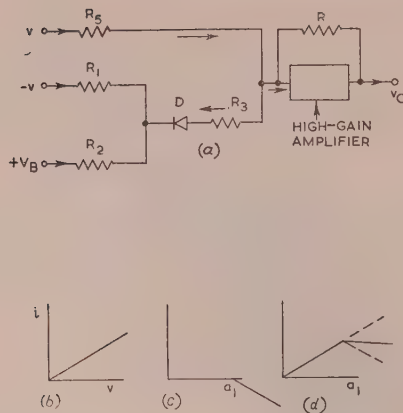 v R5 R
-v R1
D R3 vO
+VB R2 (a) HIGH-GAIN
AMPLIFIER
i
(b) v (c) a1 (d) a1